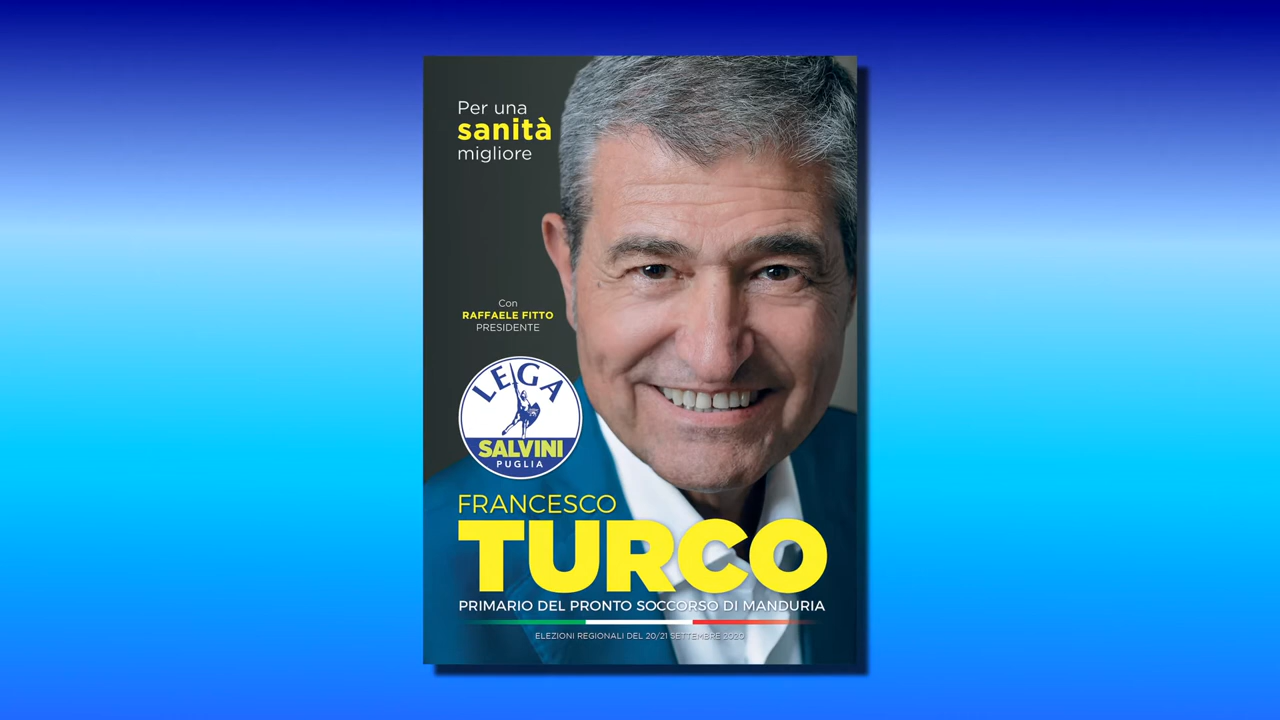 Per una
sanità
migliore
Con
RAFFAELE FITTO
PRESIDENTE
LEGA
SALVINI
PUGLIA
FRANCESCO
TURCO
PRIMARIO DEL PRONTO SOCCORSO DI MANDURIA
ELEZIONI REGIONALI DEL 20/21 SETTEMBRE 2020